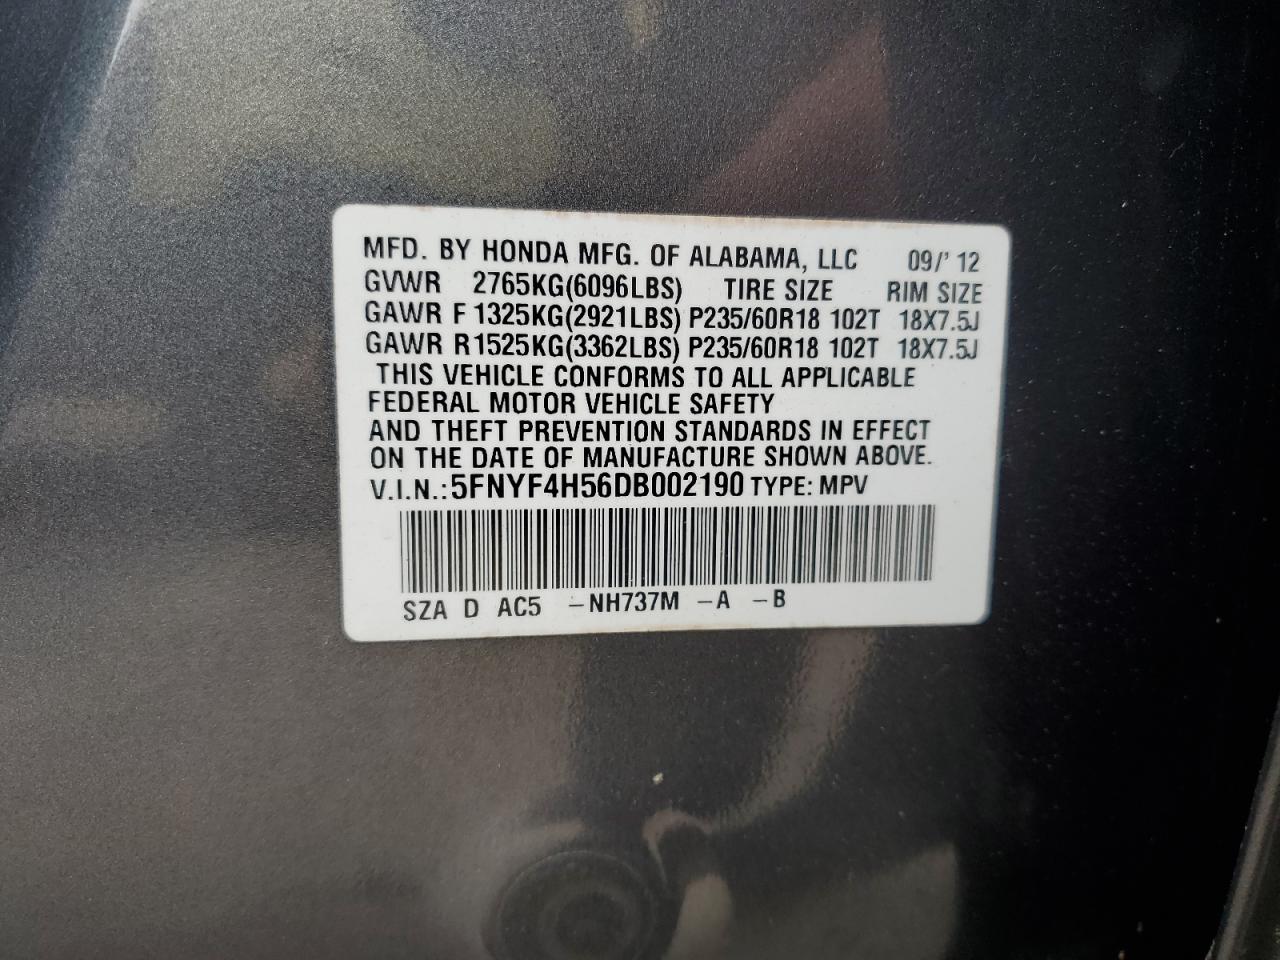 MFD. BY HONDA MFG. OF ALABAMA, LLC 09/' 12
GVWR 2765KG(6096LBS) TIRE SIZE RIM SIZE
GAWR F 1325KG(2921LBS) P235/60R18 102T 18X7.5J
GAWR R1525KG(3362LBS) P235/60R18 102T 18X7.5J
THIS VEHICLE CONFORMS TO ALL APPLICABLE
FEDERAL MOTOR VEHICLE SAFETY
AND THEFT PREVENTION STANDARDS IN EFFECT
ON THE DATE OF MANUFACTURE SHOWN ABOVE.
V.I.N.:5FNYF4H56DB002190 TYPE: MPV
SZA D AC5 -NH737M -A -B